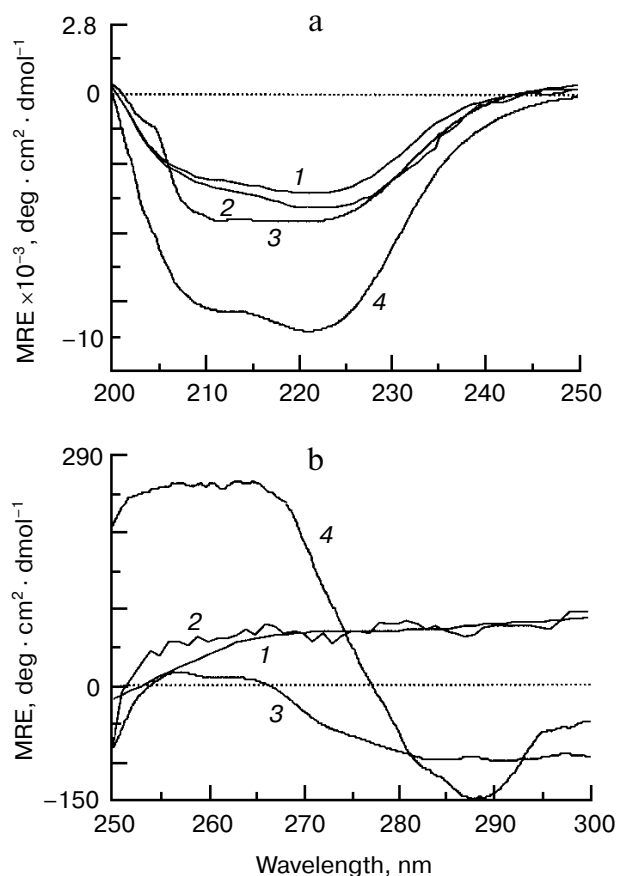 a
MRE ×10⁻³, deg · cm² · dmol⁻¹
2.8
0
−10
1
2
3
4
200 210 220 230 240 250
b
MRE, deg · cm² · dmol⁻¹
290
0
−150
4
2
1
3
250 260 270 280 290 300
Wavelength, nm